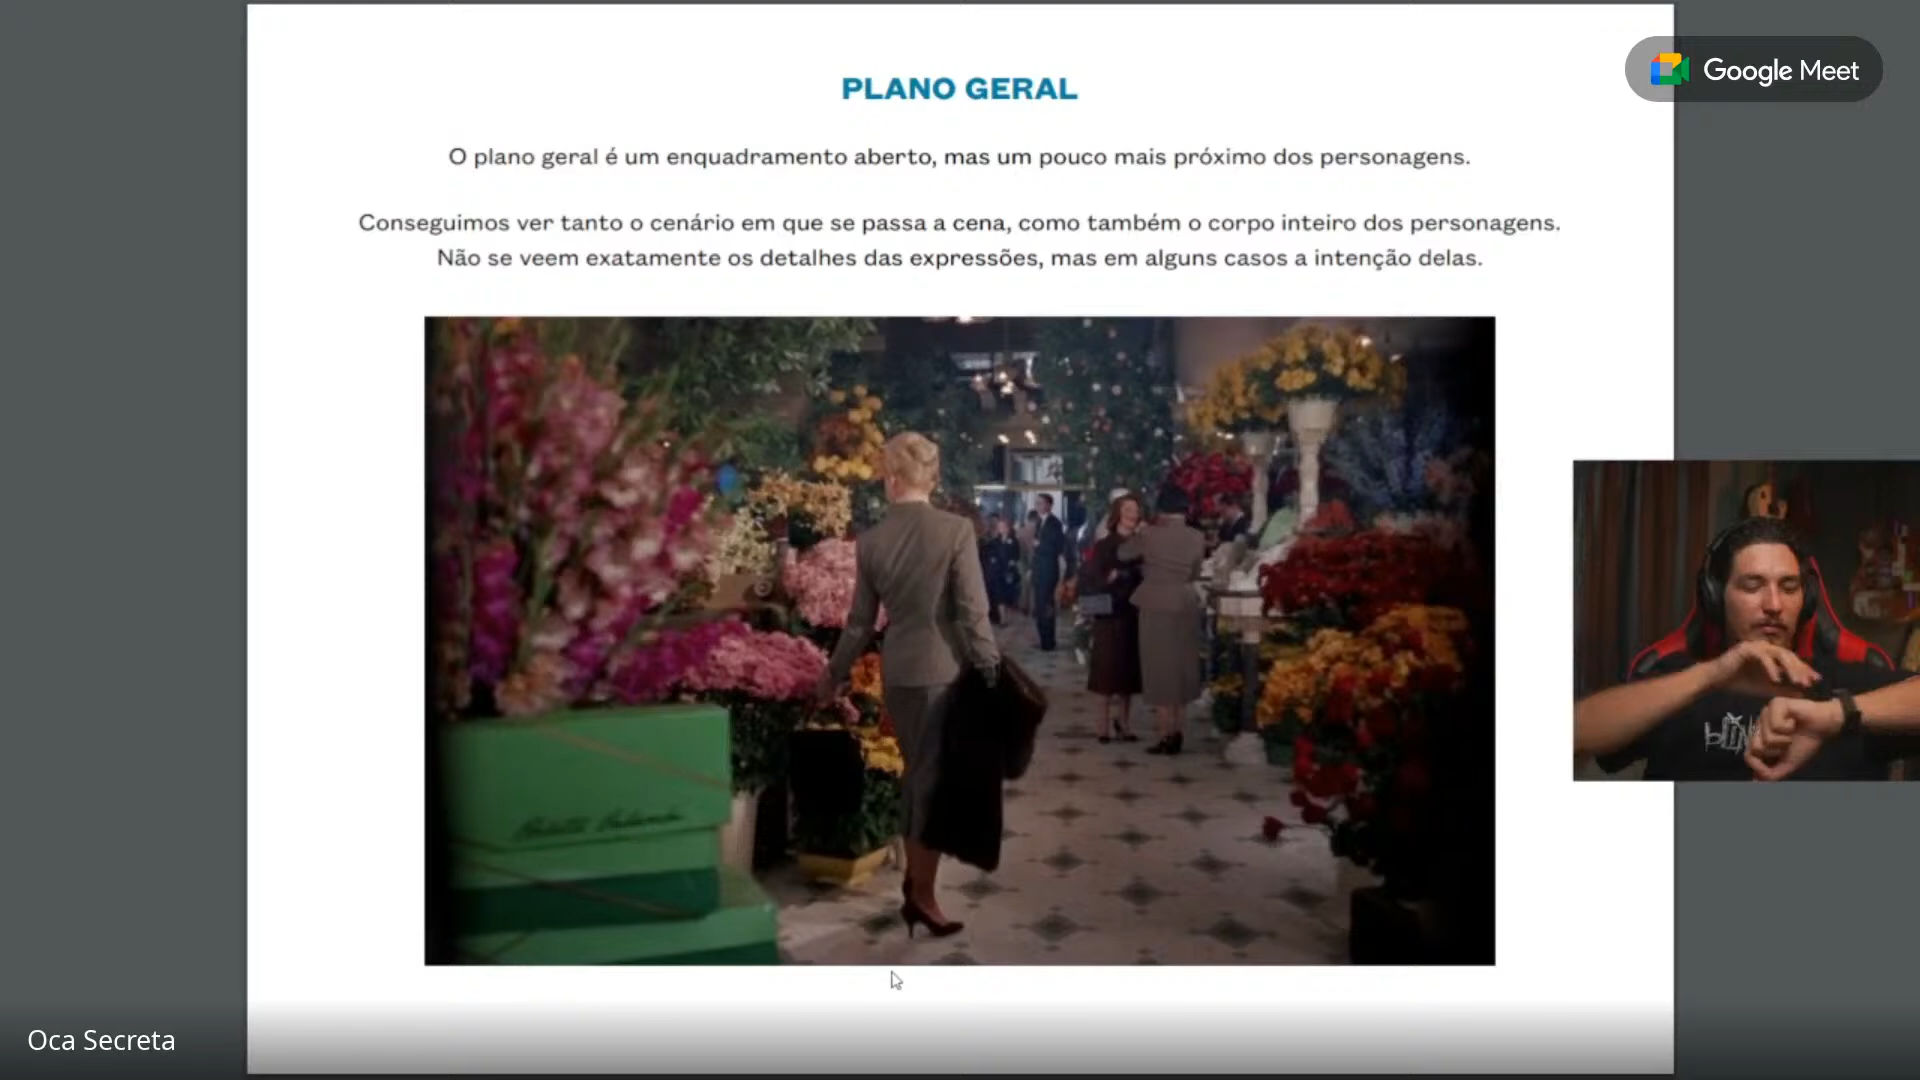 PLANO GERAL
Google Meet
O plano geral é um enquadramento aberto, mas um pouco mais próximo dos personagens.
Conseguimos ver tanto o cenário em que se passa a cena, como também o corpo inteiro dos personagens.
Não se veem exatamente os detalhes das expressões, mas em alguns casos a intenção delas.
Oca Secreta